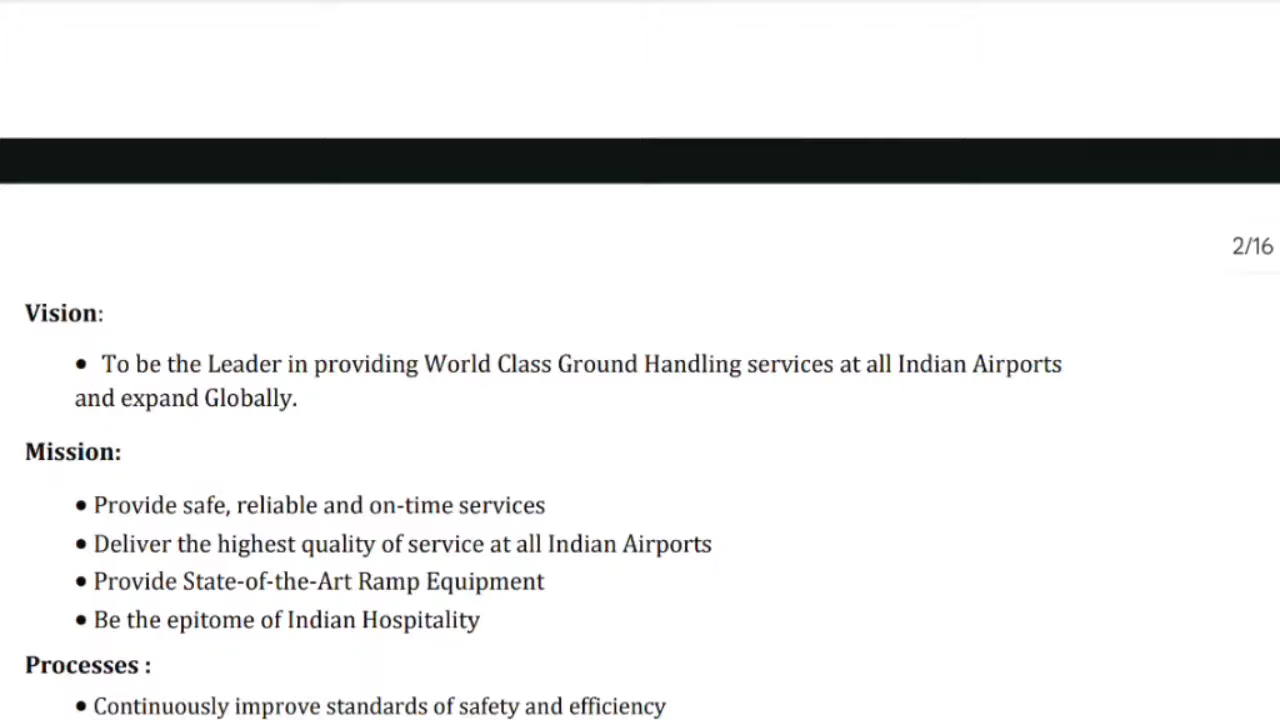 2/16
Vision:
• To be the Leader in providing World Class Ground Handling services at all Indian Airports
and expand Globally.
Mission:
• Provide safe, reliable and on-time services
• Deliver the highest quality of service at all Indian Airports
• Provide State-of-the-Art Ramp Equipment
• Be the epitome of Indian Hospitality
Processes :
• Continuously improve standards of safety and efficiency